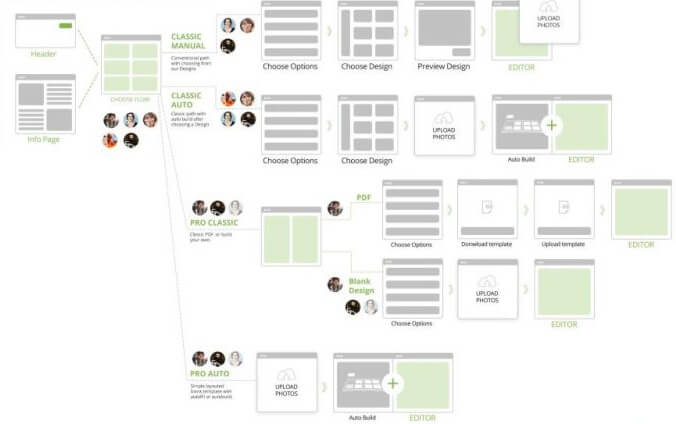 Header
Info Page
CHOOSE FLOW
CLASSIC
MANUAL
Conventional path
with choosing from
our Designs
Choose Options
Choose Design
Preview Design
UPLOAD
PHOTOS
EDITOR
CLASSIC
AUTO
Classic path with
auto build after
choosing a Design
Choose Options
Choose Design
UPLOAD
PHOTOS
Auto Build
+
EDITOR
PRO CLASSIC
Classic PDF, or build
your own.
PDF
Choose Options
Donwload template
Upload template
EDITOR
Blank
Design
Choose Options
UPLOAD
PHOTOS
EDITOR
PRO AUTO
Simple layouted
blank template with
autofill or autobuild.
UPLOAD
PHOTOS
Auto Build
+
EDITOR